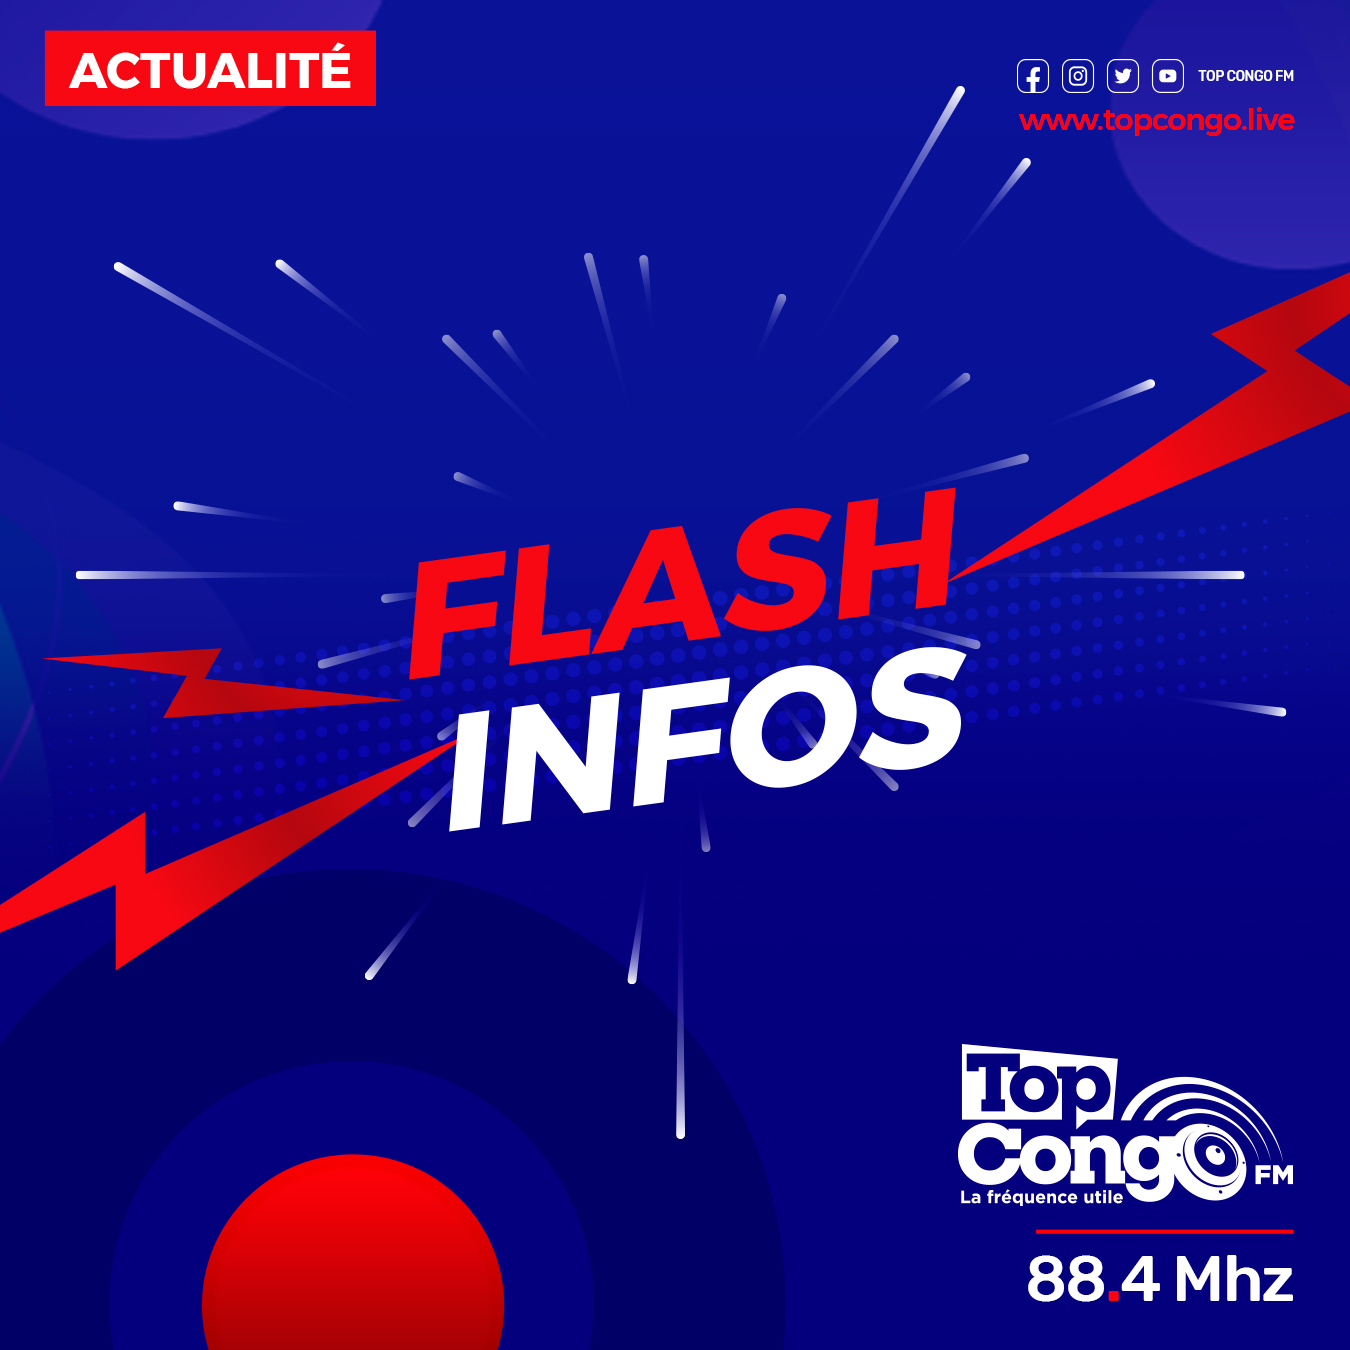 ACTUALITÉ
TOP CONGO FM
www.topcongo.live
FLASH
INFOS
Top
Congo FM
La fréquence utile
88.4 Mhz